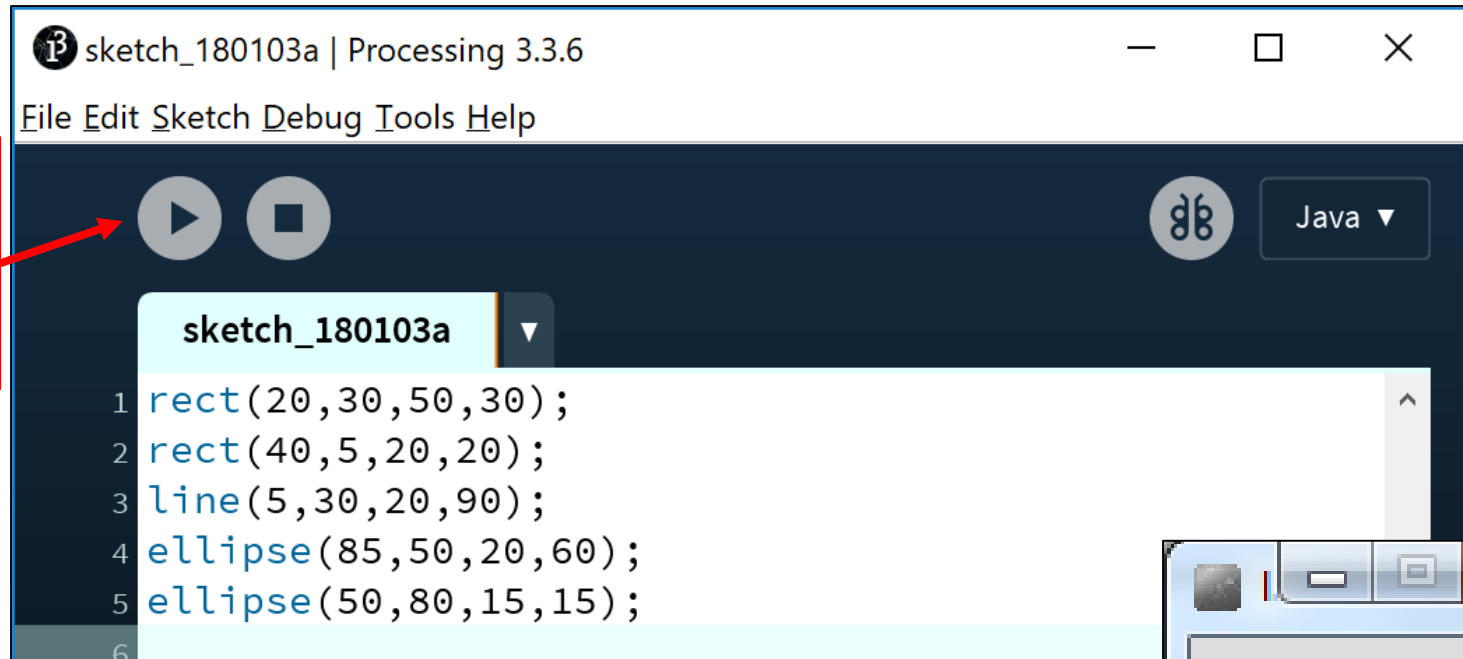 sketch_180103a | Processing 3.3.6
File Edit Sketch Debug Tools Help
Java ▼
sketch_180103a ▼
1 rect(20,30,50,30);
2 rect(40,5,20,20);
3 line(5,30,20,90);
4 ellipse(85,50,20,60);
5 ellipse(50,80,15,15);
6